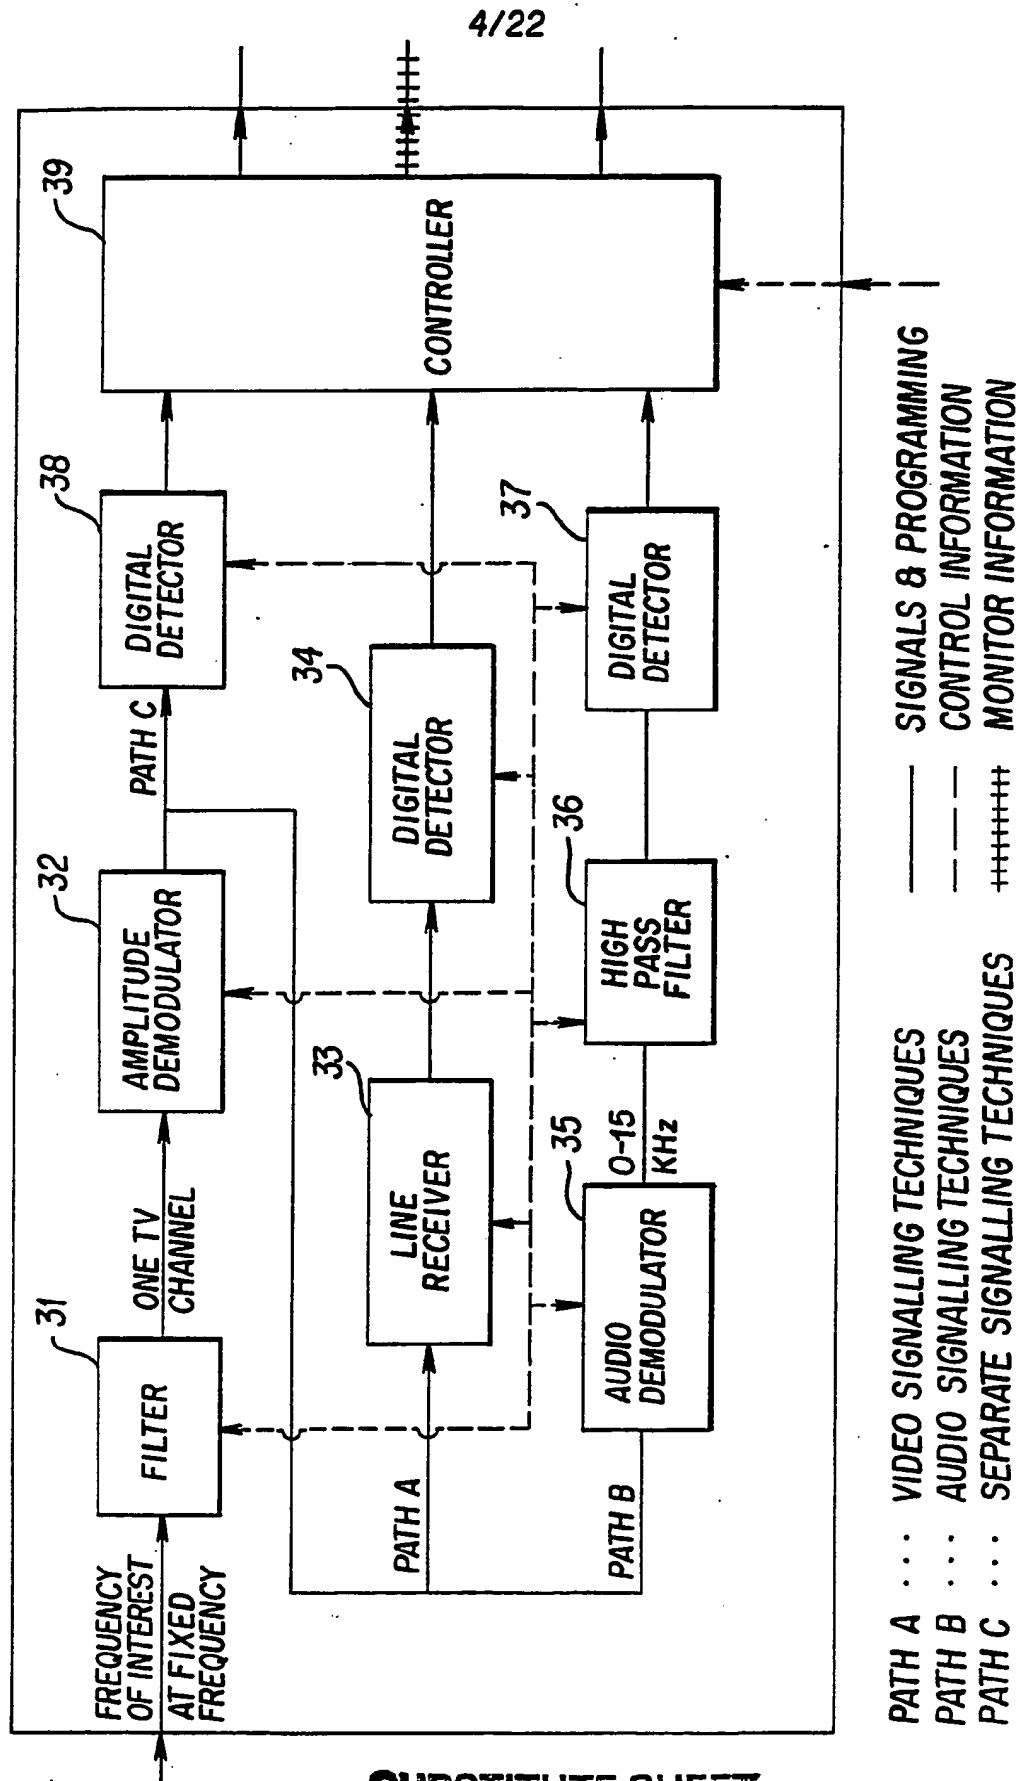 4/22
FREQUENCY
OF INTEREST
AT FIXED
FREQUENCY
31
FILTER
ONE TV
CHANNEL
32
AMPLITUDE
DEMODULATOR
PATH C
38
DIGITAL
DETECTOR
39
CONTROLLER
PATH A
33
LINE
RECEIVER
34
DIGITAL
DETECTOR
PATH B
35
AUDIO
DEMODULATOR
0-15
KHz
36
HIGH
PASS
FILTER
37
DIGITAL
DETECTOR
PATH A ... VIDEO SIGNALLING TECHNIQUES
PATH B ... AUDIO SIGNALLING TECHNIQUES
PATH C ... SEPARATE SIGNALLING TECHNIQUES
SIGNALS & PROGRAMMING
CONTROL INFORMATION
MONITOR INFORMATION
SUBSTITUTE SHEET